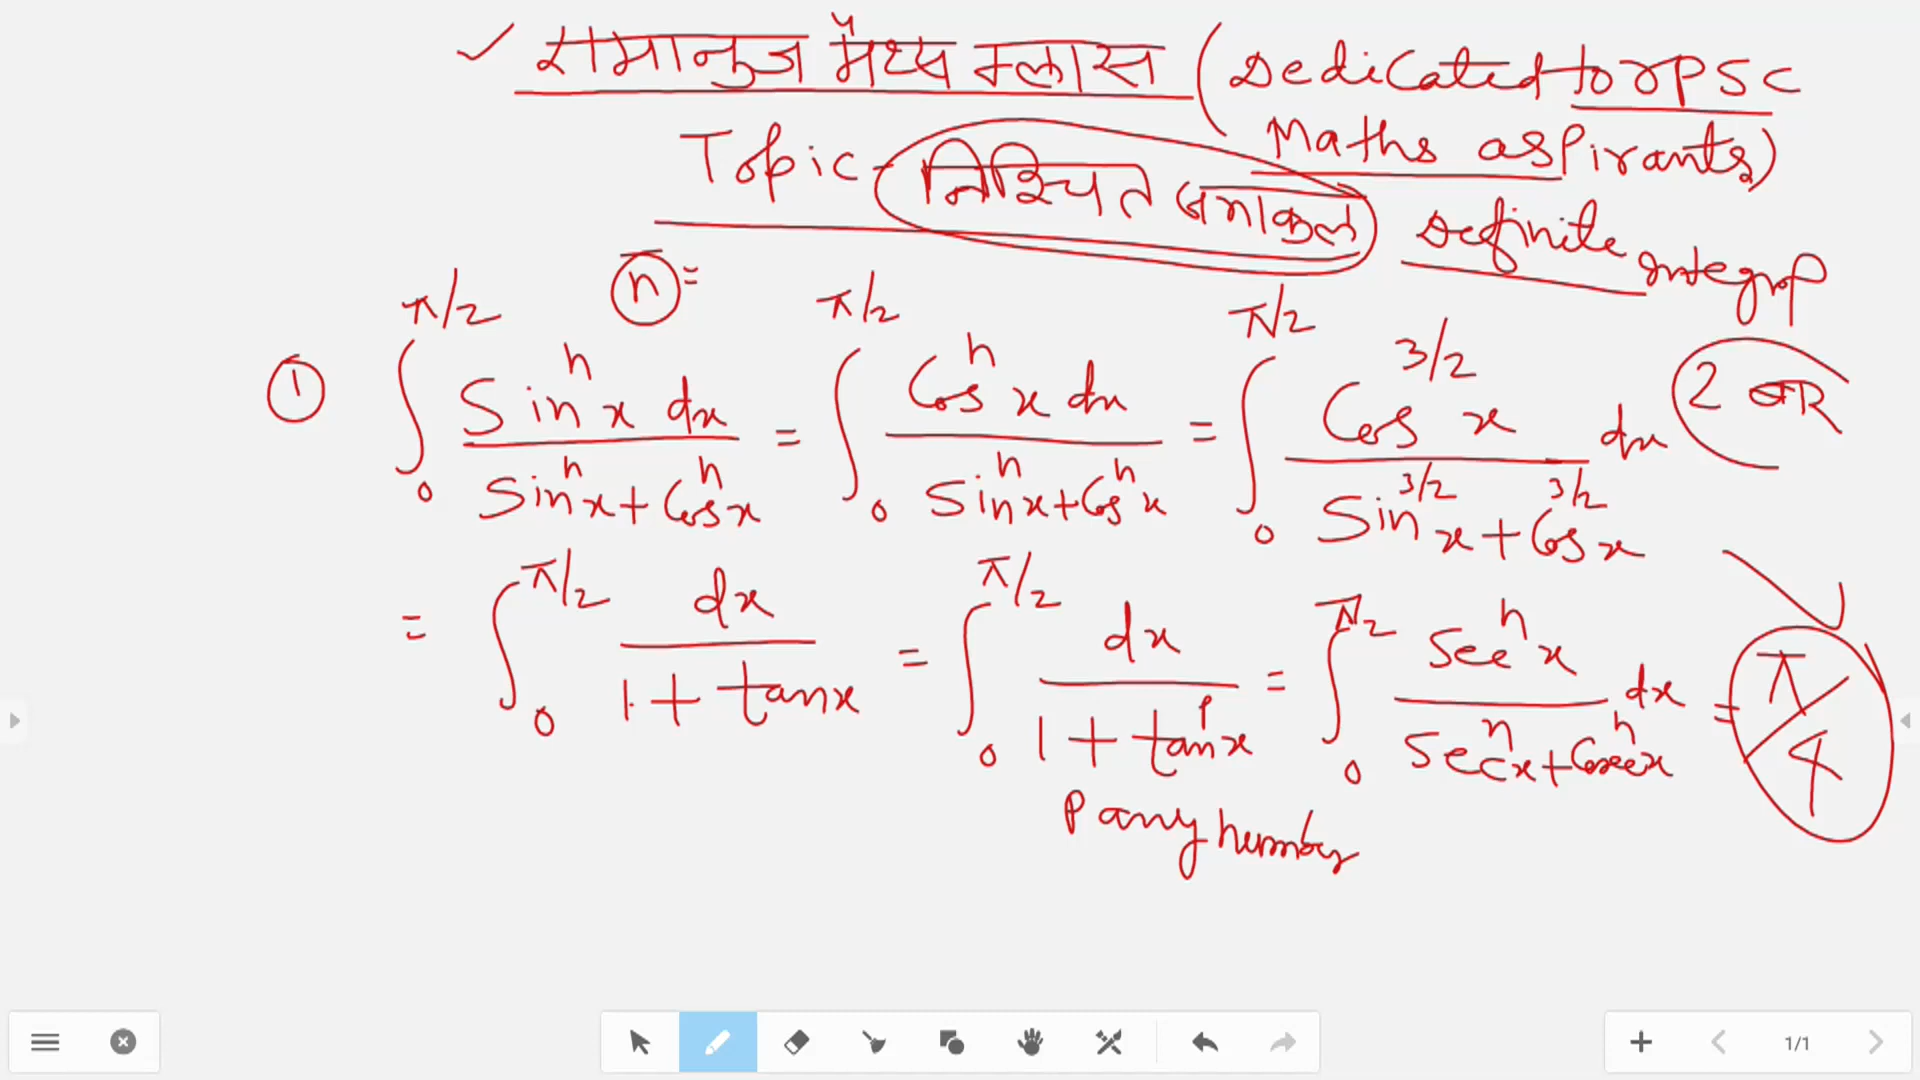 ✓ रामानुज मैथ्स क्लास (Dedicated to RPSC
Maths aspirants)
Topic - निश्चित समाकल Definite Integral
n =
① ∫₀^{π/2} sinⁿx dx / (sinⁿx + cosⁿx) = ∫₀^{π/2} cosⁿx dx / (sinⁿx + cosⁿx) = ∫₀^{π/2} cos^{3/2}x / (sin^{3/2}x + cos^{3/2}x) dx 2 बार
= ∫₀^{π/2} dx / (1 + tanx) = ∫₀^{π/2} dx / (1 + tan^p x) = ∫₀^{π/2} secⁿx / (secⁿx + cosecⁿx) dx = π/4
P any number
1/1